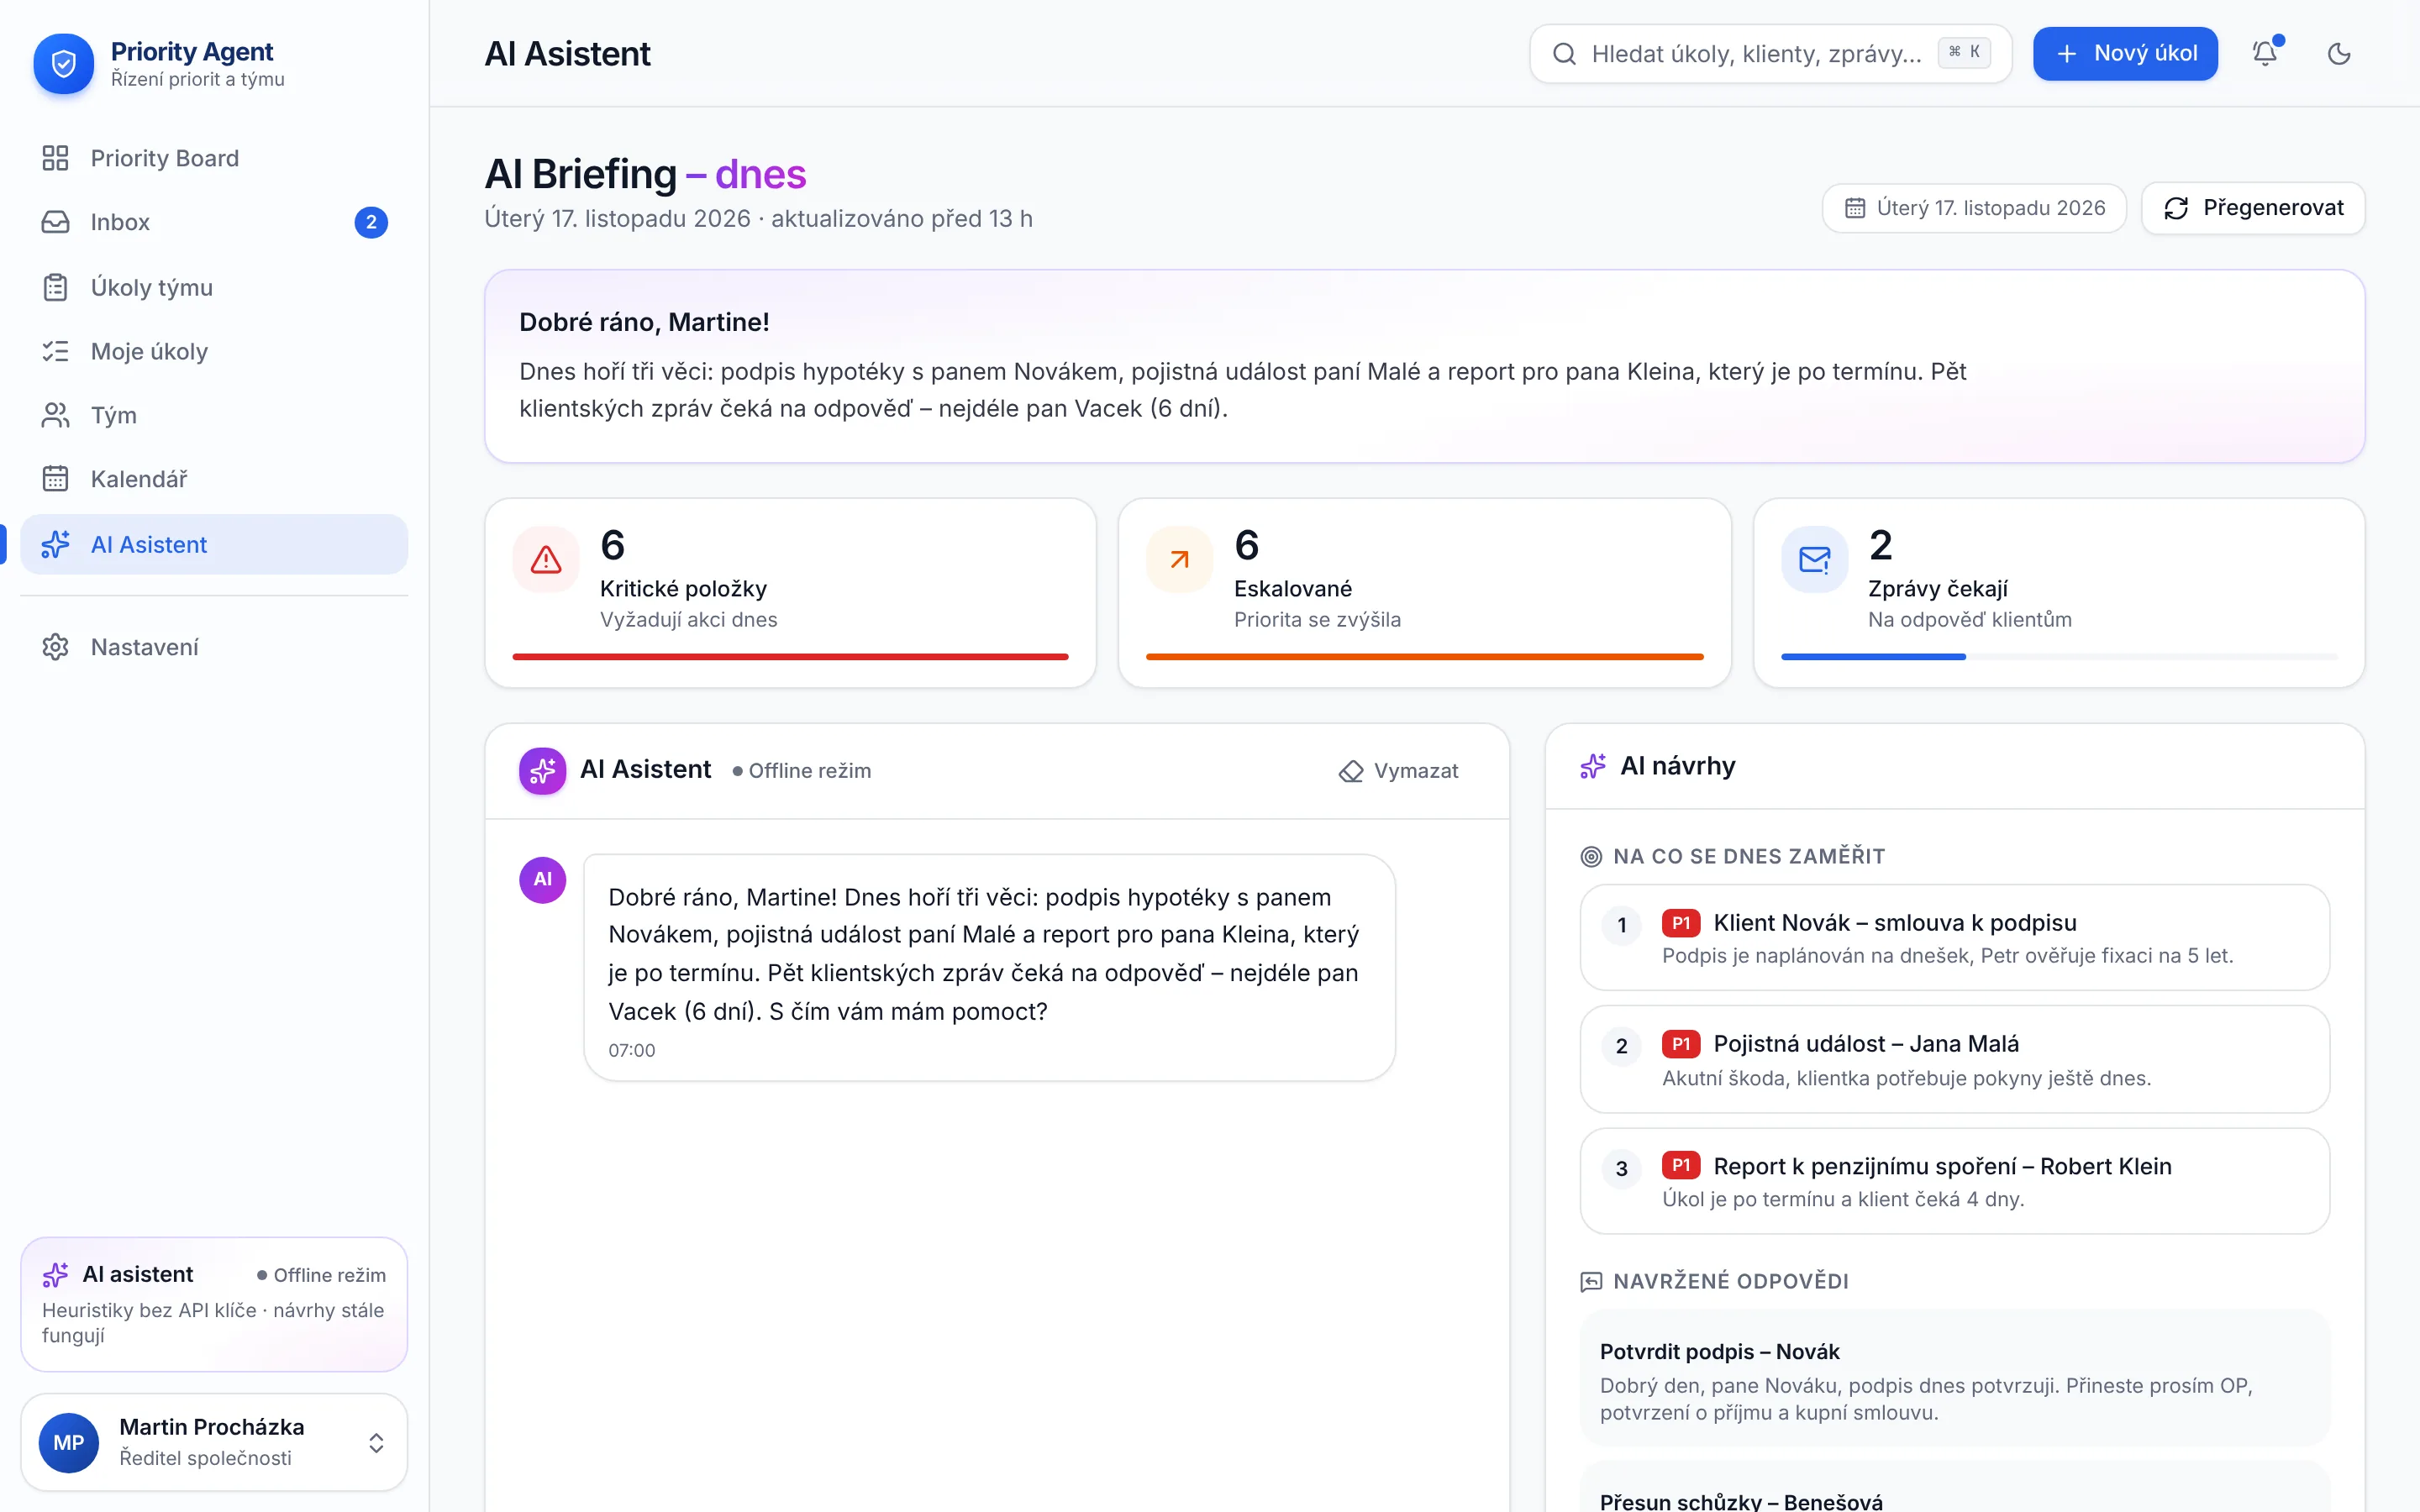 Priority Agent
Řízení priorit a týmu
Priority Board
Inbox
2
Úkoly týmu
Moje úkoly
Tým
Kalendář
AI Asistent
Nastavení
AI asistent
Offline režim
Heuristiky bez API klíče · návrhy stále
fungují
MP
Martin Procházka
Ředitel společnosti
AI Asistent
Hledat úkoly, klienty, zprávy...
⌘ K
Nový úkol
AI Briefing – dnes
Úterý 17. listopadu 2026 · aktualizováno před 13 h
Úterý 17. listopadu 2026
Přegenerovat
Dobré ráno, Martine!
Dnes hoří tři věci: podpis hypotéky s panem Novákem, pojistná událost paní Malé a report pro pana Kleina, který je po termínu. Pět
klientských zpráv čeká na odpověď – nejdéle pan Vacek (6 dní).
6
Kritické položky
Vyžadují akci dnes
6
Eskalované
Priorita se zvýšila
2
Zprávy čekají
Na odpověď klientům
AI Asistent
Offline režim
Vymazat
AI
Dobré ráno, Martine! Dnes hoří tři věci: podpis hypotéky s panem
Novákem, pojistná událost paní Malé a report pro pana Kleina, který
je po termínu. Pět klientských zpráv čeká na odpověď – nejdéle pan
Vacek (6 dní). S čím vám mám pomoct?
07:00
AI návrhy
NA CO SE DNES ZAMĚŘIT
1
P1 Klient Novák – smlouva k podpisu
Podpis je naplánován na dnešek, Petr ověřuje fixaci na 5 let.
2
P1 Pojistná událost – Jana Malá
Akutní škoda, klientka potřebuje pokyny ještě dnes.
3
P1 Report k penzijnímu spoření – Robert Klein
Úkol je po termínu a klient čeká 4 dny.
NAVRŽENÉ ODPOVĚDI
Potvrdit podpis – Novák
Dobrý den, pane Nováku, podpis dnes potvrzuji. Přineste prosím OP,
potvrzení o příjmu a kupní smlouvu.
Přesun schůzky – Benešová